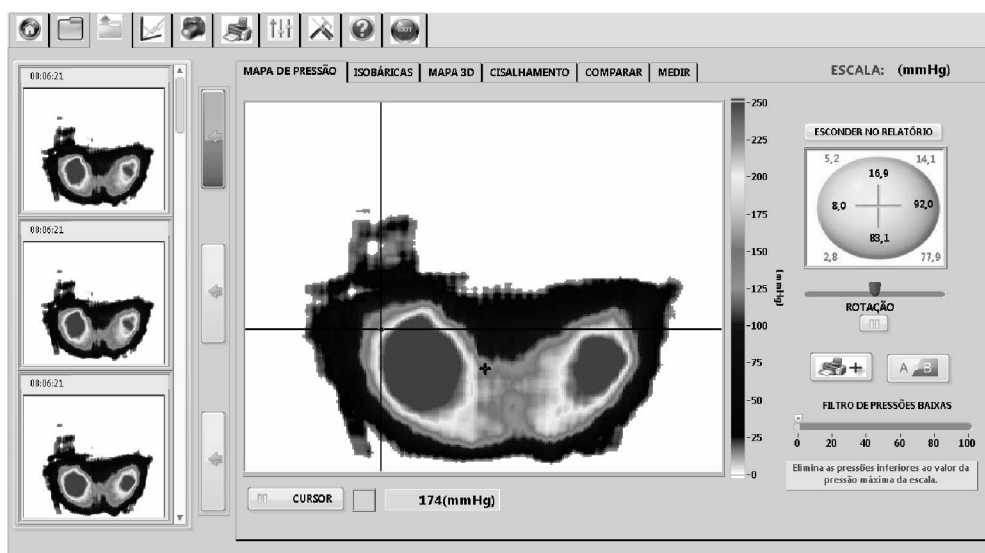 EXIT
08:06:21
08:06:21
08:06:21
MAPA DE PRESSÃO
ISOBÁRICAS
MAPA 3D
CISALHAMENTO
COMPARAR
MEDIR
ESCALA: (mmHg)
250
225
200
175
150
125
100
75
50
25
0
(mmHg)
ESCONDER NO RELATÓRIO
5,2 14,1
16,9
8,0 92,0
83,1
2,8 77,9
ROTAÇÃO
A B
FILTRO DE PRESSÕES BAIXAS
0 20 40 60 80 100
Elimina as pressões inferiores ao valor da
pressão máxima da escala.
CURSOR
174(mmHg)